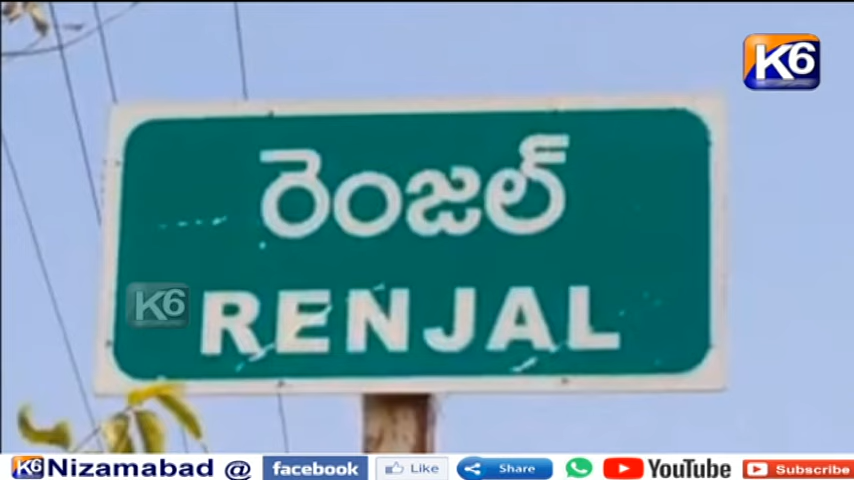 K6
రెంజల్
K6
RENJAL
K6 Nizamabad @ facebook Like Share YouTube Subscribe